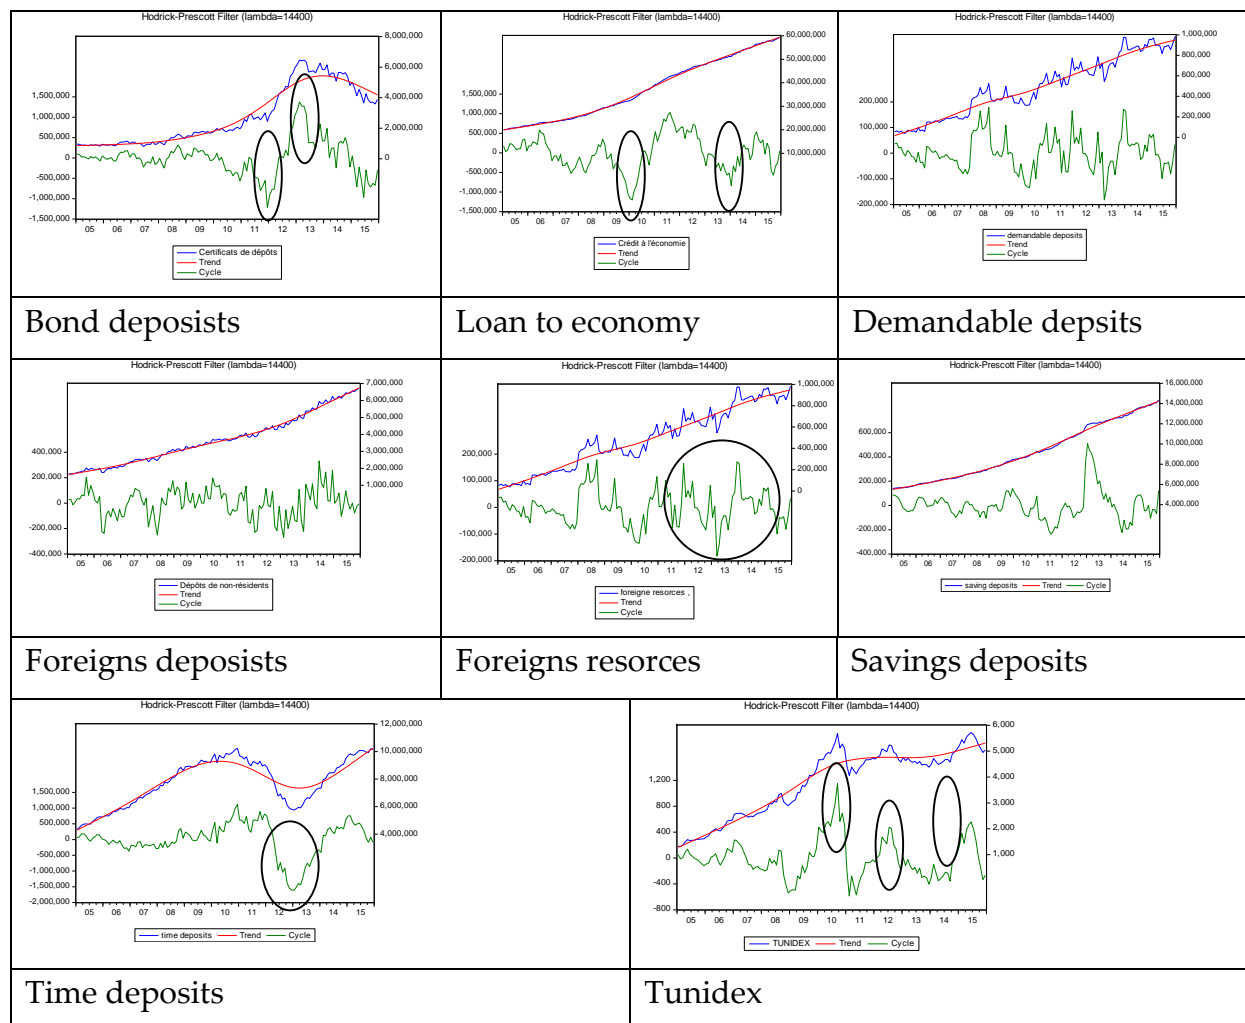 Hodrick-Prescott Filter (lambda=14400)
8,000,000
6,000,000
4,000,000
2,000,000
0
1,500,000
1,000,000
500,000
0
-500,000
-1,000,000
-1,500,000
05 06 07 08 09 10 11 12 13 14 15
Certificats de dépôts
Trend
Cycle
Bond deposists
Hodrick-Prescott Filter (lambda=14400)
60,000,000
50,000,000
40,000,000
30,000,000
20,000,000
10,000,000
1,500,000
1,000,000
500,000
0
-500,000
-1,000,000
-1,500,000
05 06 07 08 09 10 11 12 13 14 15
Crédit à l'économie
Trend
Cycle
Loan to economy
Hodrick-Prescott Filter (lambda=14400)
1,000,000
800,000
600,000
400,000
200,000
0
200,000
100,000
0
-100,000
-200,000
05 06 07 08 09 10 11 12 13 14 15
demandable deposits
Trend
Cycle
Demandable depsits
Hodrick-Prescott Filter (lambda=14400)
7,000,000
6,000,000
5,000,000
4,000,000
3,000,000
2,000,000
1,000,000
400,000
200,000
0
-200,000
-400,000
05 06 07 08 09 10 11 12 13 14 15
Dépôts de non-résidents
Trend
Cycle
Foreigns deposists
Hodrick-Prescott Filter (lambda=14400)
1,000,000
800,000
600,000
400,000
200,000
0
200,000
100,000
0
-100,000
-200,000
05 06 07 08 09 10 11 12 13 14 15
foreigne resorces ,
Trend
Cycle
Foreigns resorces
Hodrick-Prescott Filter (lambda=14400)
16,000,000
14,000,000
12,000,000
10,000,000
8,000,000
6,000,000
4,000,000
600,000
400,000
200,000
0
-200,000
-400,000
05 06 07 08 09 10 11 12 13 14 15
saving deposits Trend Cycle
Savings deposits
Hodrick-Prescott Filter (lambda=14400)
12,000,000
10,000,000
8,000,000
6,000,000
4,000,000
1,500,000
1,000,000
500,000
0
-500,000
-1,000,000
-1,500,000
-2,000,000
05 06 07 08 09 10 11 12 13 14 15
time deposits Trend Cycle
Time deposits
Hodrick-Prescott Filter (lambda=14400)
6,000
5,000
4,000
3,000
2,000
1,000
1,200
800
400
0
-400
-800
05 06 07 08 09 10 11 12 13 14 15
TUNIDEX Trend Cycle
Tunidex